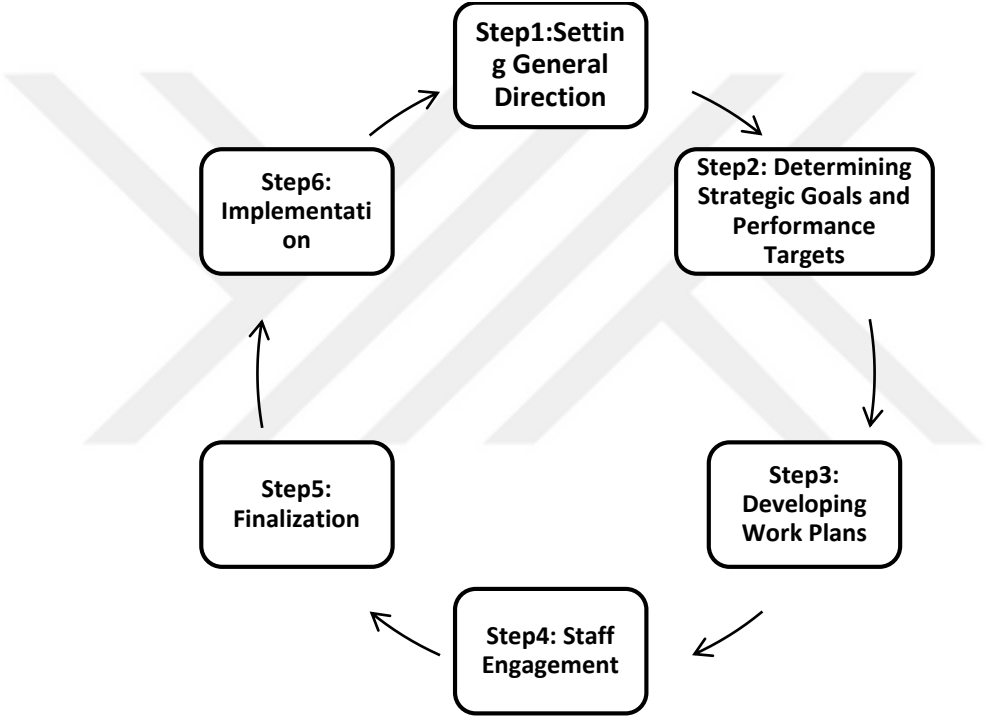 Step1:Settin
g General
Direction
Step2: Determining
Strategic Goals and
Performance
Targets
Step3:
Developing
Work Plans
Step4: Staff
Engagement
Step5:
Finalization
Step6:
Implementati
on